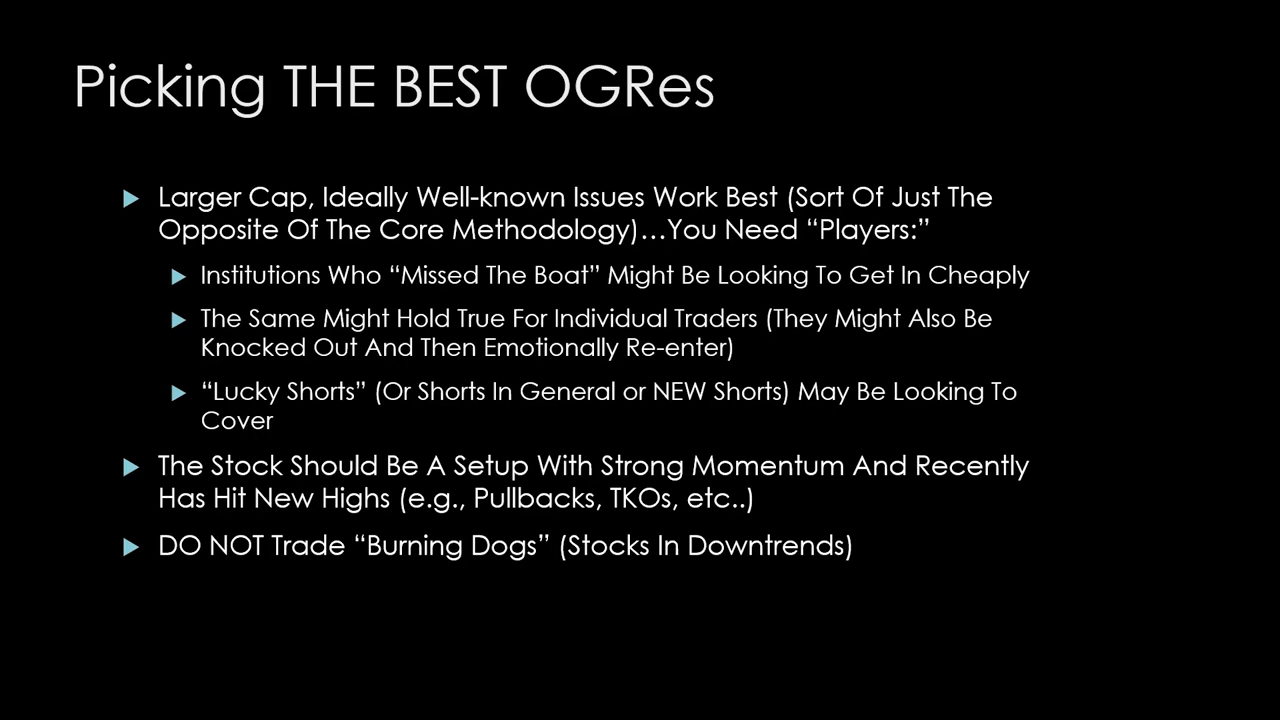 Picking THE BEST OGRes
Larger Cap, Ideally Well-known Issues Work Best (Sort Of Just The
Opposite Of The Core Methodology)…You Need “Players:”
Institutions Who “Missed The Boat” Might Be Looking To Get In Cheaply
The Same Might Hold True For Individual Traders (They Might Also Be
Knocked Out And Then Emotionally Re-enter)
“Lucky Shorts” (Or Shorts In General or NEW Shorts) May Be Looking To
Cover
The Stock Should Be A Setup With Strong Momentum And Recently
Has Hit New Highs (e.g., Pullbacks, TKOs, etc..)
DO NOT Trade “Burning Dogs” (Stocks In Downtrends)